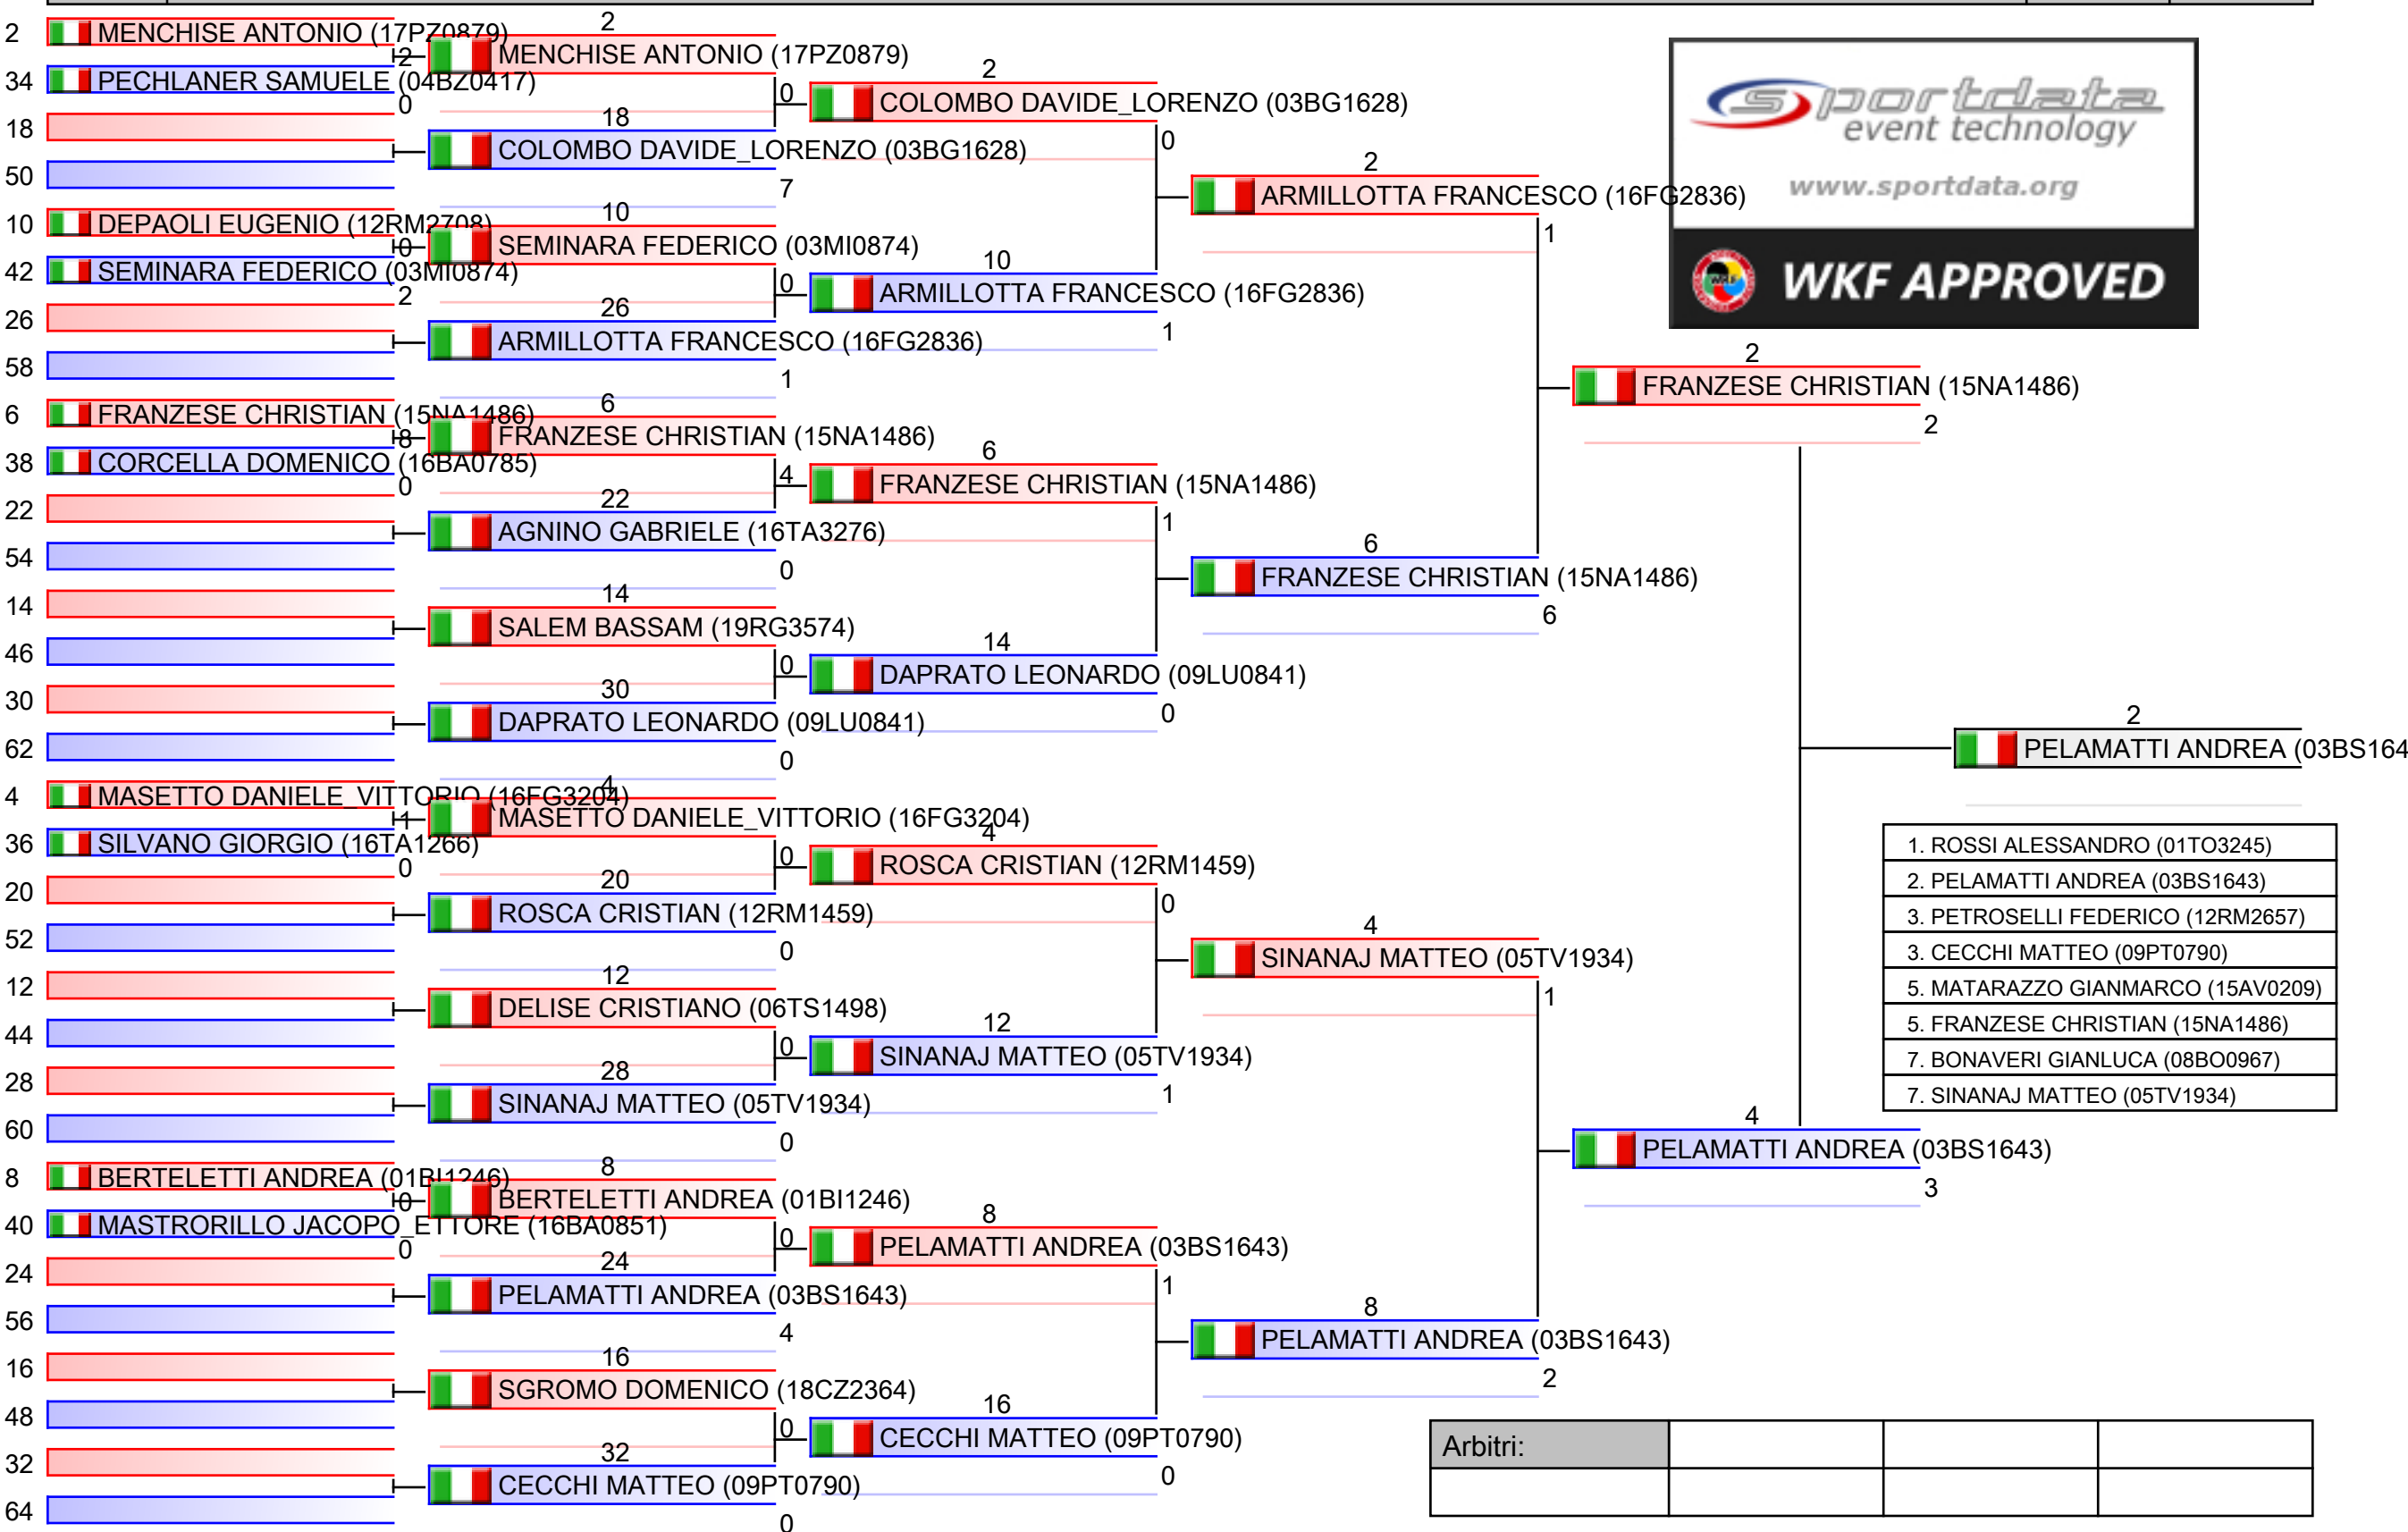 2 MENCHISE ANTONIO (17PZ0879)
2
34 PECHLANER SAMUELE (04BZ0417)
0
18
50
10 DEPAOLI EUGENIO (12RM2708)
0
42 SEMINARA FEDERICO (03MI0874)
2
26
58
6 FRANZESE CHRISTIAN (15NA1486)
8
38 CORCELLA DOMENICO (16BA0785)
0
22
54
14
46
30
62
4 MASETTO DANIELE_VITTORIO (16FG3204)
1
36 SILVANO GIORGIO (16TA1266)
0
20
52
12
44
28
60
8 BERTELETTI ANDREA (01BI1246)
0
40 MASTRORILLO JACOPO_ETTORE (16BA0851)
0
24
56
16
48
32
64
2
MENCHISE ANTONIO (17PZ0879)
0
18
COLOMBO DAVIDE_LORENZO (03BG1628)
7
10
SEMINARA FEDERICO (03MI0874)
0
26
ARMILLOTTA FRANCESCO (16FG2836)
1
6
FRANZESE CHRISTIAN (15NA1486)
4
22
AGNINO GABRIELE (16TA3276)
0
14
SALEM BASSAM (19RG3574)
0
30
DAPRATO LEONARDO (09LU0841)
0
4
MASETTO DANIELE_VITTORIO (16FG3204)
0
20
ROSCA CRISTIAN (12RM1459)
0
12
DELISE CRISTIANO (06TS1498)
0
28
SINANAJ MATTEO (05TV1934)
0
8
BERTELETTI ANDREA (01BI1246)
0
24
PELAMATTI ANDREA (03BS1643)
4
16
SGROMO DOMENICO (18CZ2364)
0
32
CECCHI MATTEO (09PT0790)
0
2
COLOMBO DAVIDE_LORENZO (03BG1628)
0
10
ARMILLOTTA FRANCESCO (16FG2836)
1
6
FRANZESE CHRISTIAN (15NA1486)
1
14
DAPRATO LEONARDO (09LU0841)
0
4
ROSCA CRISTIAN (12RM1459)
0
12
SINANAJ MATTEO (05TV1934)
1
8
PELAMATTI ANDREA (03BS1643)
1
16
CECCHI MATTEO (09PT0790)
0
2
ARMILLOTTA FRANCESCO (16FG2836)
1
6
FRANZESE CHRISTIAN (15NA1486)
6
4
SINANAJ MATTEO (05TV1934)
1
8
PELAMATTI ANDREA (03BS1643)
2
2
FRANZESE CHRISTIAN (15NA1486)
2
4
PELAMATTI ANDREA (03BS1643)
3
2
PELAMATTI ANDREA (03BS164
sportdata
event technology
www.sportdata.org
WKF APPROVED
1. ROSSI ALESSANDRO (01TO3245)
2. PELAMATTI ANDREA (03BS1643)
3. PETROSELLI FEDERICO (12RM2657)
3. CECCHI MATTEO (09PT0790)
5. MATARAZZO GIANMARCO (15AV0209)
5. FRANZESE CHRISTIAN (15NA1486)
7. BONAVERI GIANLUCA (08BO0967)
7. SINANAJ MATTEO (05TV1934)
Arbitri: